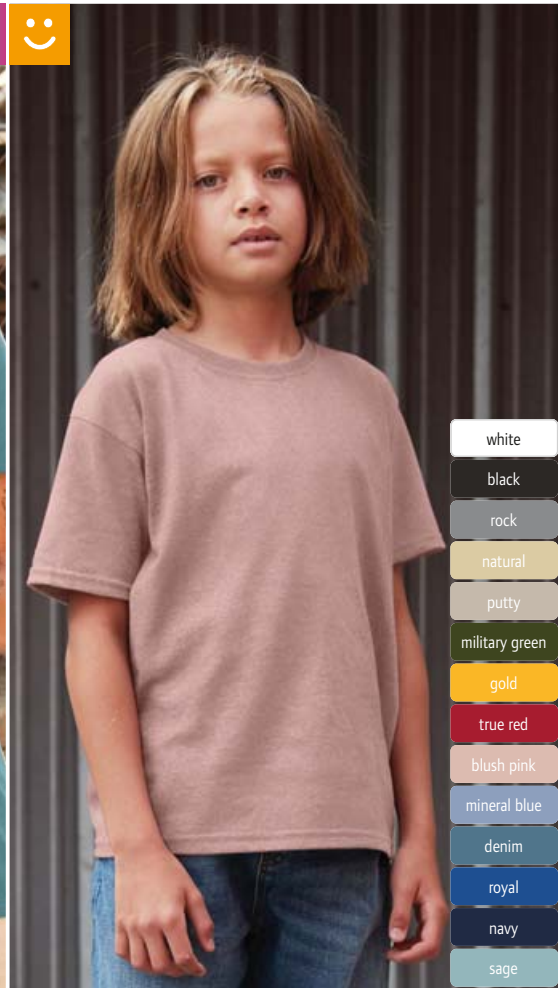 white
black
rock
natural
putty
military green
gold
true red
blush pink
mineral blue
denim
royal
navy
sage